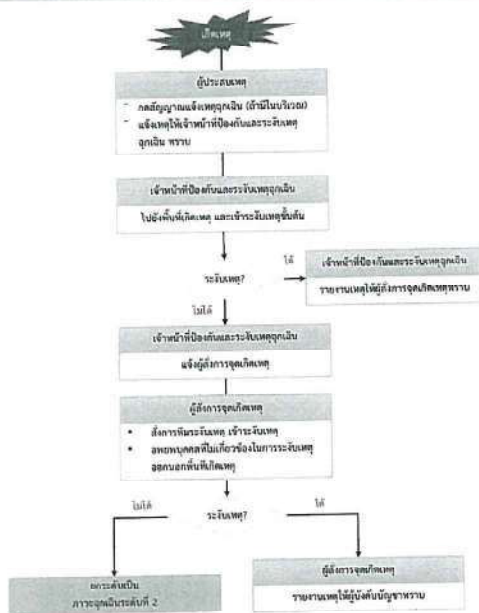 เกิดเหตุ
ผู้ประสบเหตุ
- กดสัญญาณแจ้งเหตุฉุกเฉิน (ถ้ามีในบริเวณ)
- แจ้งเหตุให้เจ้าหน้าที่ป้องกันและระงับเหตุ
ฉุกเฉิน ทราบ
เจ้าหน้าที่ป้องกันและระงับเหตุฉุกเฉิน
ไปยังพื้นที่เกิดเหตุ และเข้าระงับเหตุขั้นต้น
ระงับเหตุ?
ได้
เจ้าหน้าที่ป้องกันและระงับเหตุฉุกเฉิน
รายงานเหตุให้ผู้สั่งการจุดเกิดเหตุทราบ
ไม่ได้
เจ้าหน้าที่ป้องกันและระงับเหตุฉุกเฉิน
แจ้งผู้สั่งการจุดเกิดเหตุ
ผู้สั่งการจุดเกิดเหตุ
• สั่งการทีมระงับเหตุ เข้าระงับเหตุ
• อพยพบุคคลที่ไม่เกี่ยวข้องในการระงับเหตุ
ออกนอกพื้นที่เกิดเหตุ
ไม่ได้
ระงับเหตุ?
ได้
ยกระดับเป็น
ภาวะฉุกเฉินระดับที่ 2
ผู้สั่งการจุดเกิดเหตุ
รายงานเหตุให้ผู้บังคับบัญชาทราบ